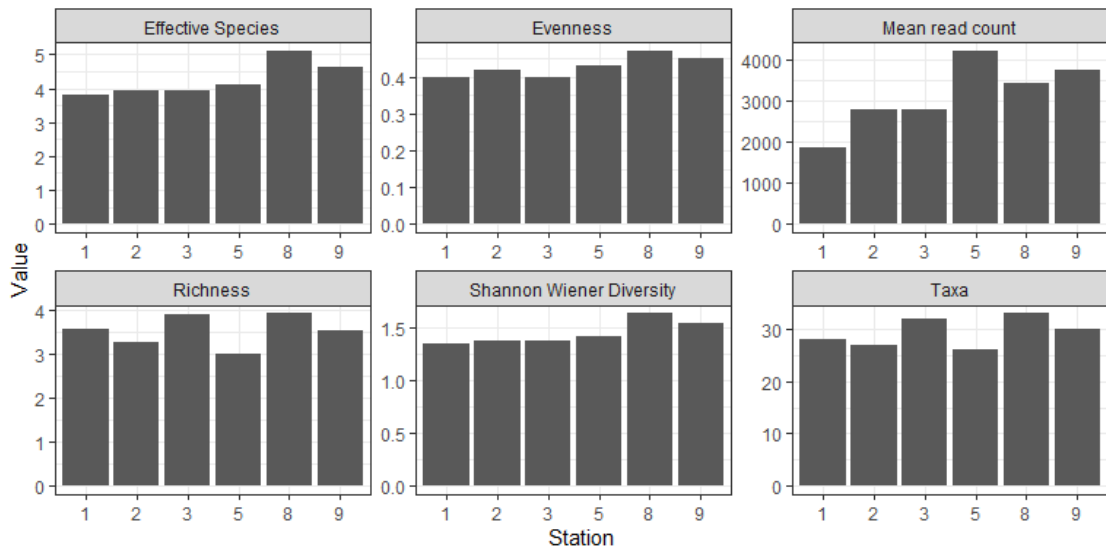 Effective Species
Evenness
Mean read count
5
4
3
2
1
0
0.4
0.3
0.2
0.1
0.0
4000
3000
2000
1000
0
1 2 3 5 8 9
1 2 3 5 8 9
1 2 3 5 8 9
Value
Richness
Shannon Wiener Diversity
Taxa
4
3
2
1
0
1.5
1.0
0.5
0.0
30
20
10
0
1 2 3 5 8 9
1 2 3 5 8 9
1 2 3 5 8 9
Station